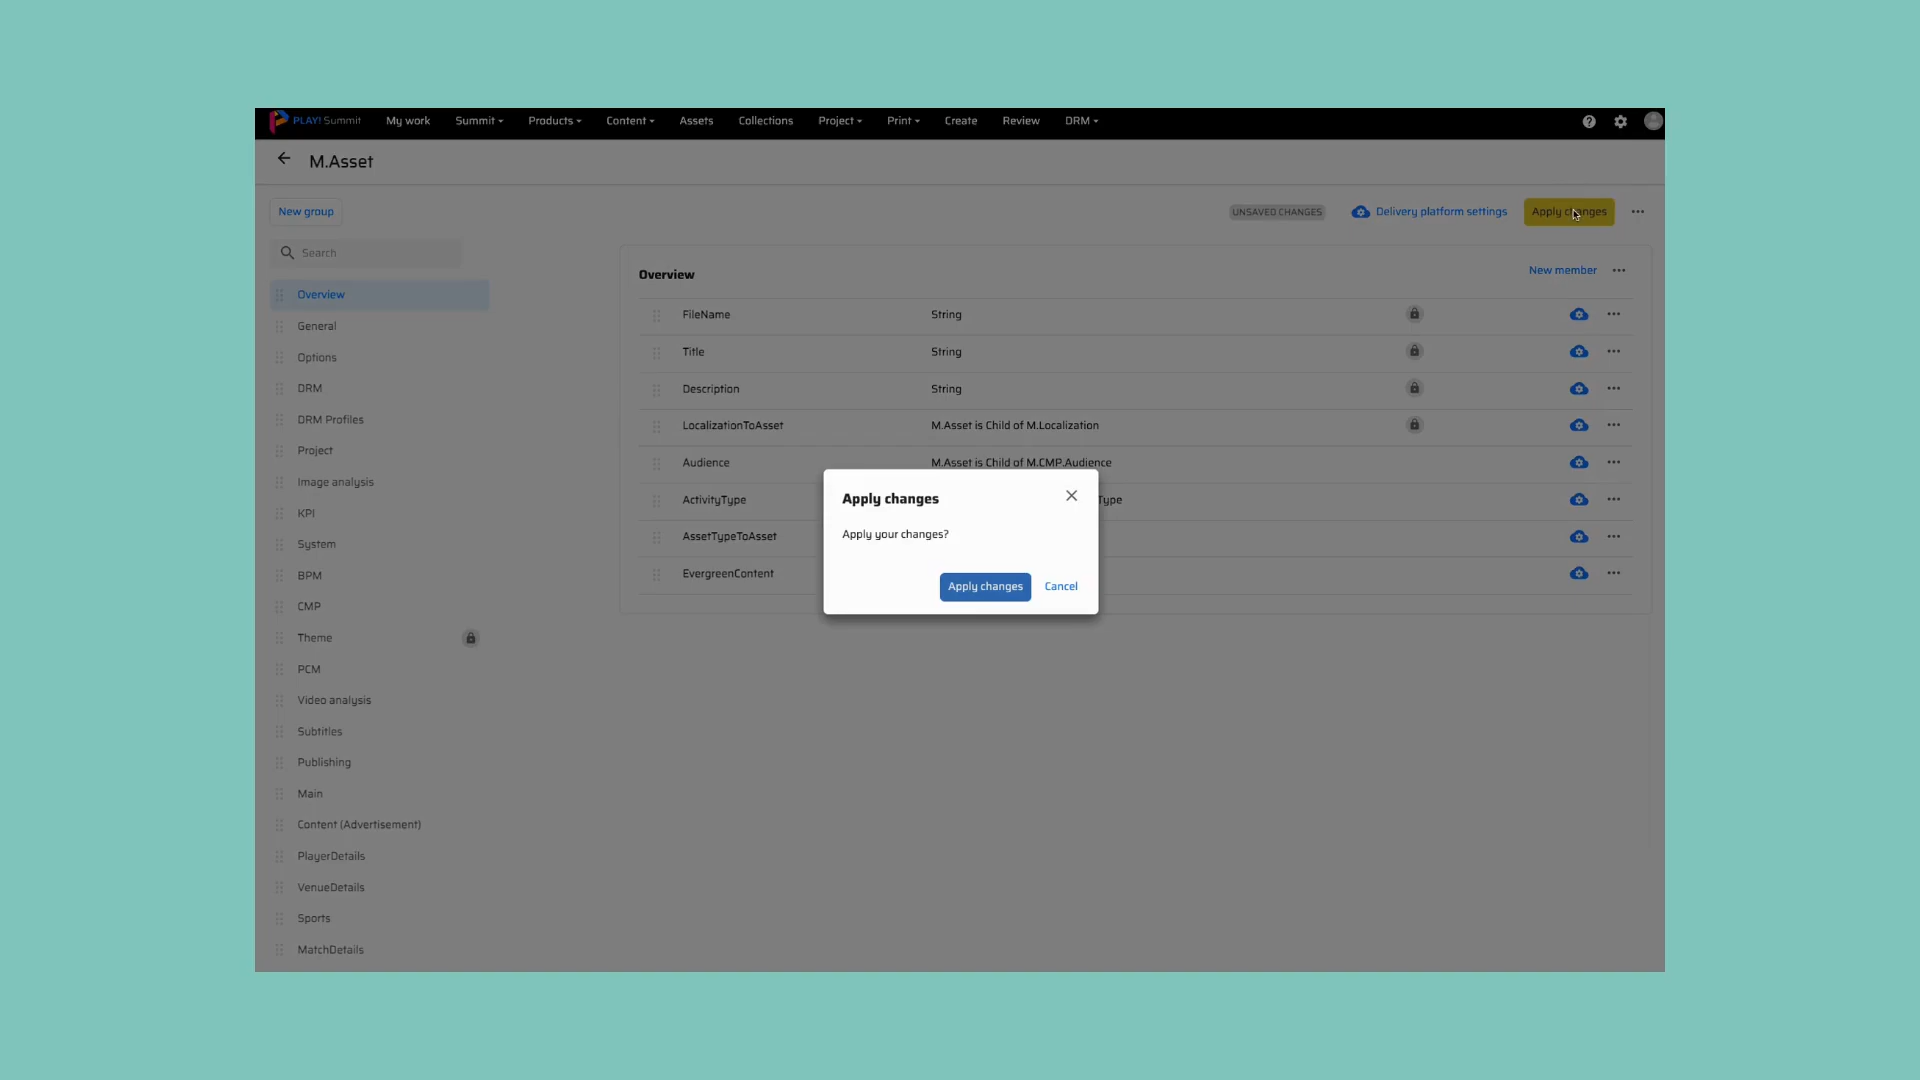 PLAY! Summit My work Summit Products Content Assets Collections Project Print Create Review DRM
M.Asset
New group UNSAVED CHANGES Delivery platform settings Apply changes
Search
Overview New member
Overview
FileName String
General
Title String
Options
Description String
DRM
LocalizationToAsset M.Asset is Child of M.Localization
DRM Profiles
Audience M.Asset is Child of M.CMP.Audience
Project
ActivityType Type
Image analysis
AssetTypeToAsset
KPI
EvergreenContent
System
BPM
CMP
Theme
PCM
Video analysis
Subtitles
Publishing
Main
Content (Advertisement)
PlayerDetails
VenueDetails
Sports
MatchDetails
Apply changes
Apply your changes?
Apply changes Cancel